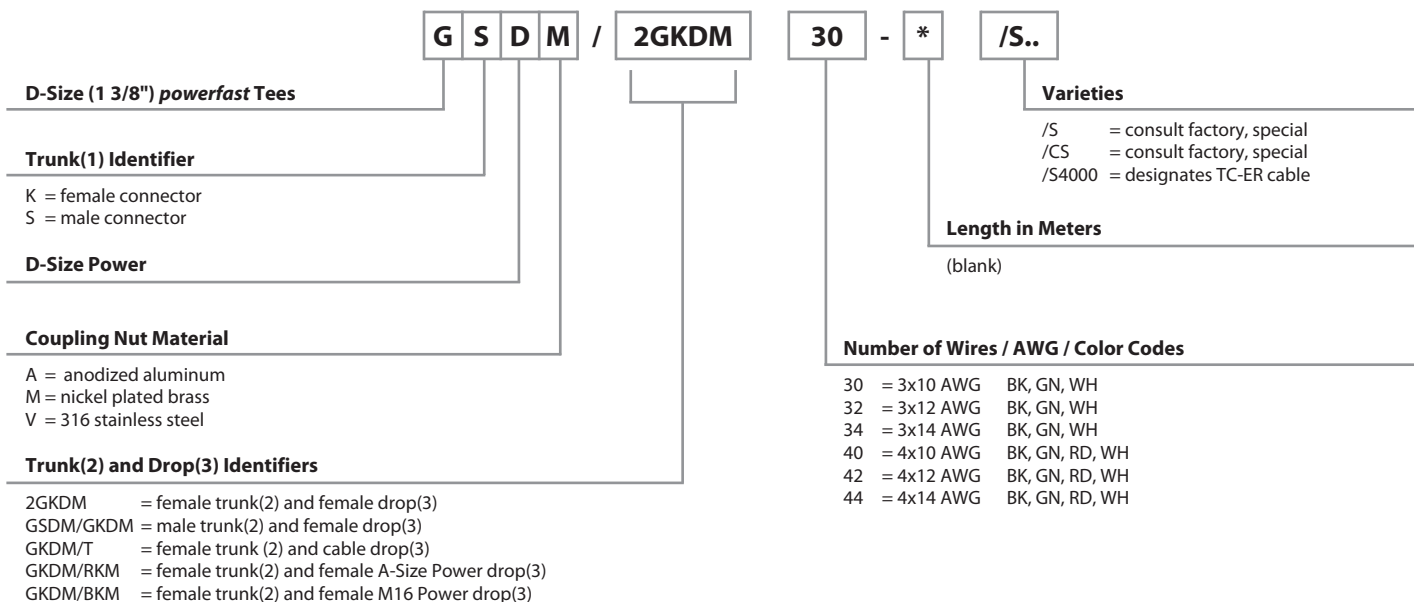 G S D M / 2GKDM 30 - * /S..
D-Size (1 3/8") powerfast Tees
Trunk(1) Identifier
K = female connector
S = male connector
D-Size Power
Coupling Nut Material
A = anodized aluminum
M = nickel plated brass
V = 316 stainless steel
Trunk(2) and Drop(3) Identifiers
2GKDM = female trunk(2) and female drop(3)
GSDM/GKDM = male trunk(2) and female drop(3)
GKDM/T = female trunk (2) and cable drop(3)
GKDM/RKM = female trunk(2) and female A-Size Power drop(3)
GKDM/BKM = female trunk(2) and female M16 Power drop(3)
Varieties
/S = consult factory, special
/CS = consult factory, special
/S4000 = designates TC-ER cable
Length in Meters
(blank)
Number of Wires / AWG / Color Codes
30 = 3x10 AWG BK, GN, WH
32 = 3x12 AWG BK, GN, WH
34 = 3x14 AWG BK, GN, WH
40 = 4x10 AWG BK, GN, RD, WH
42 = 4x12 AWG BK, GN, RD, WH
44 = 4x14 AWG BK, GN, RD, WH